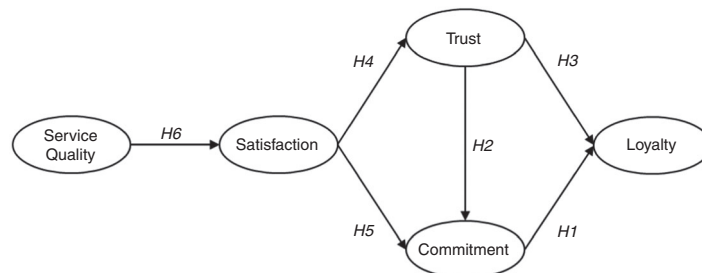 Trust
H4
H3
Service
Quality
H6
Satisfaction
H2
Loyalty
H5
H1
Commitment